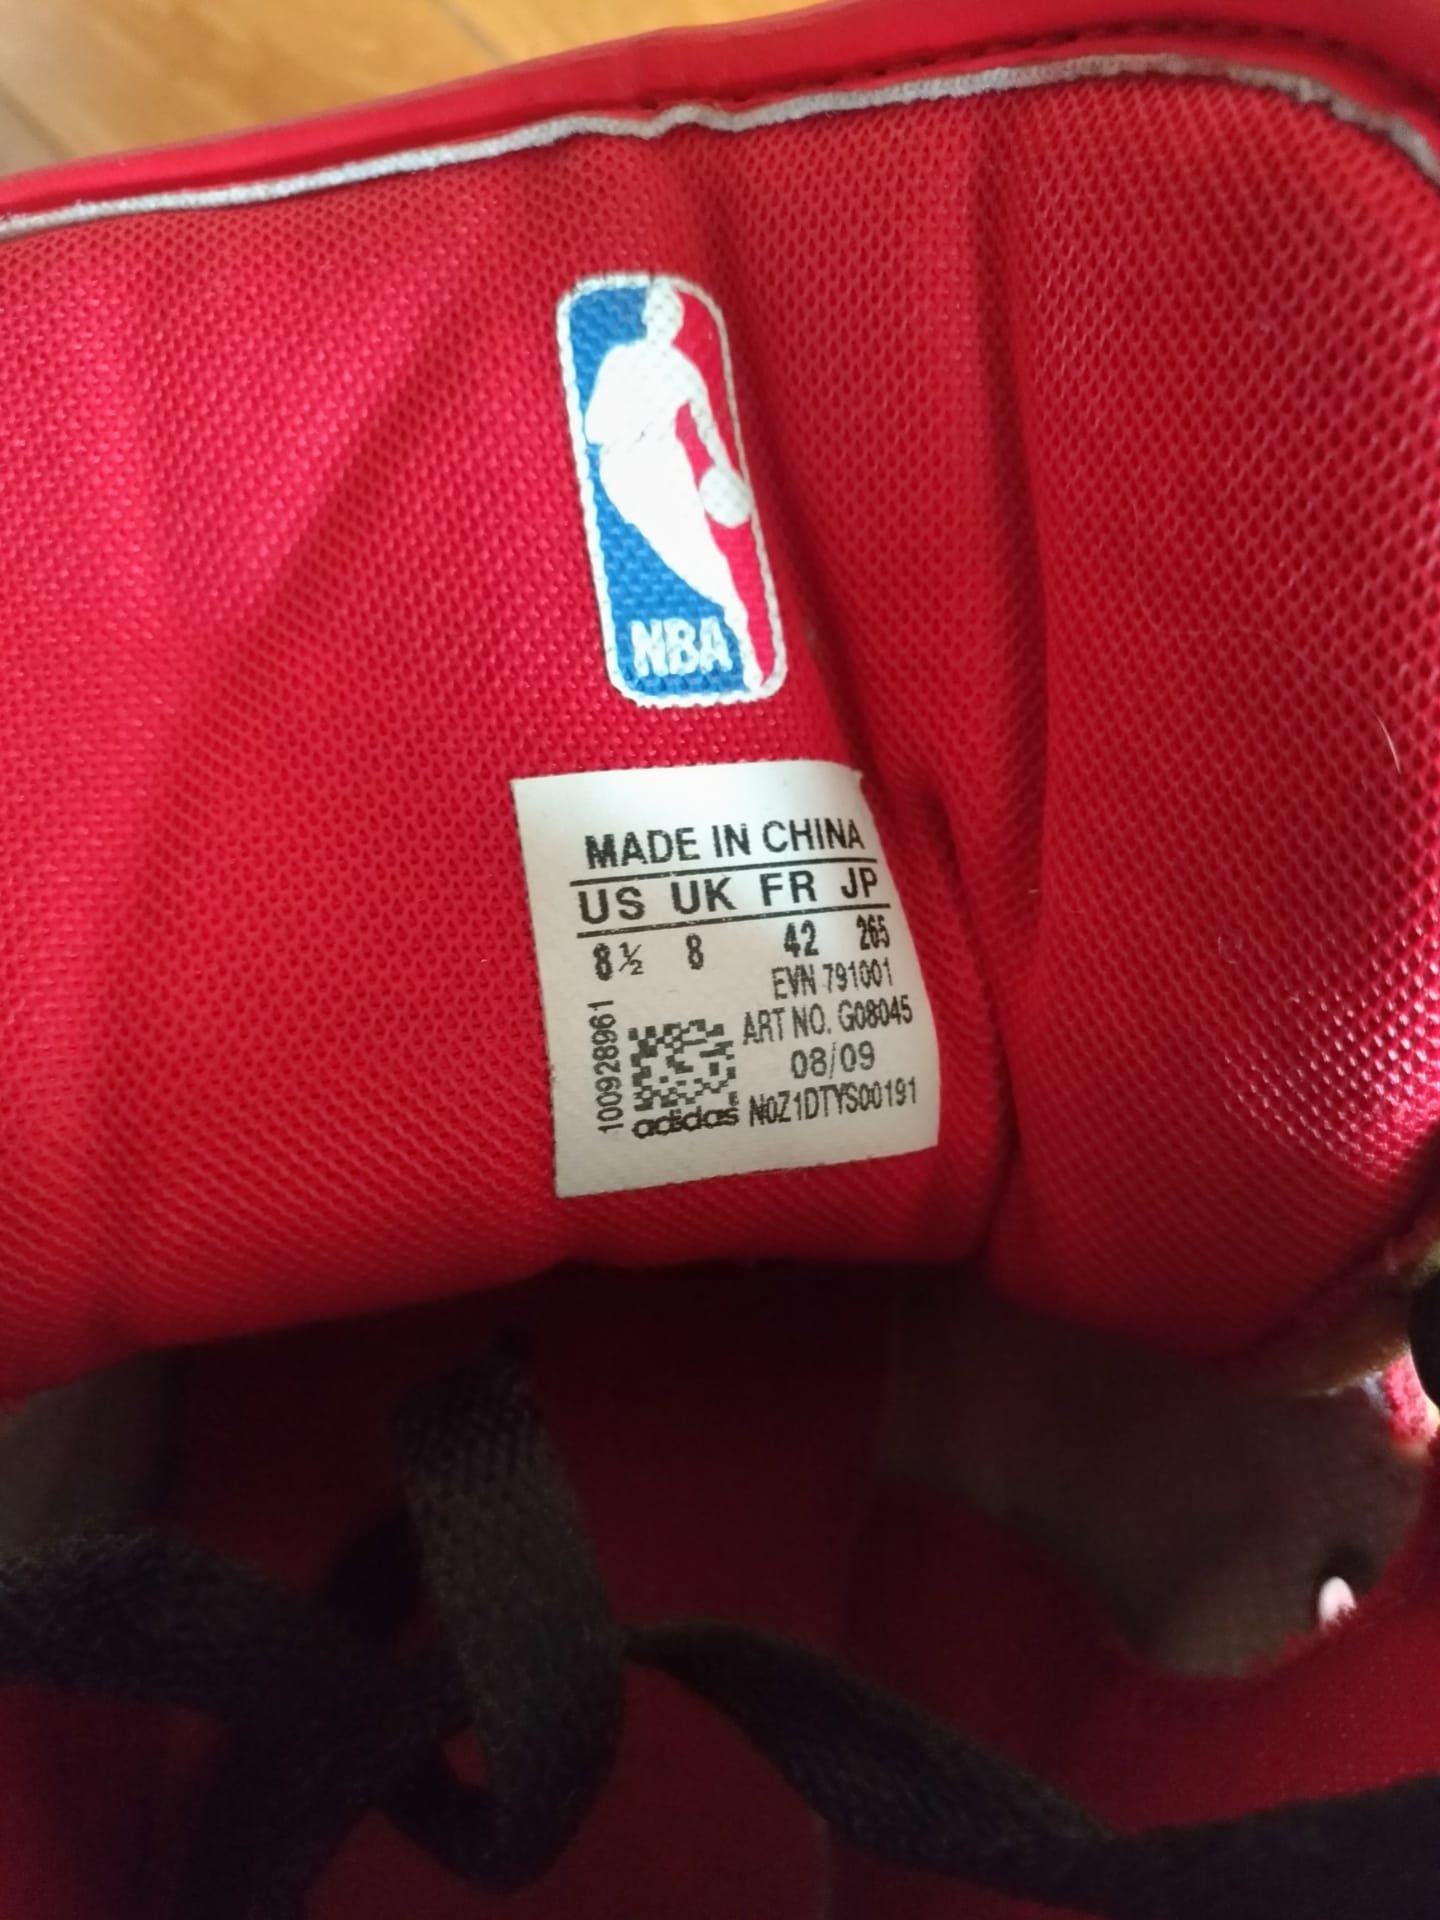 NBA
MADE IN CHINA
US UK FR JP
8½ 8 42 265
EVN 791001
ART NO. G08045
08/09
100928961
adidas N0Z1DTYS00191